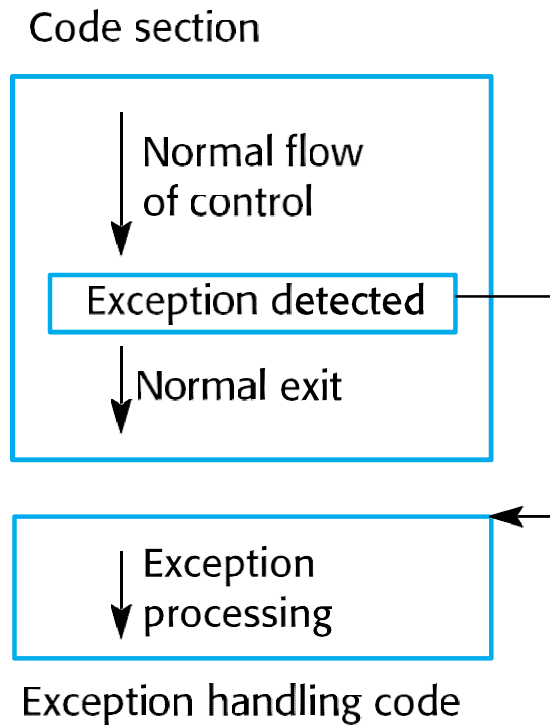 Code section
Normal flow
of control
Exception detected
Normal exit
Exception
processing
Exception handling code